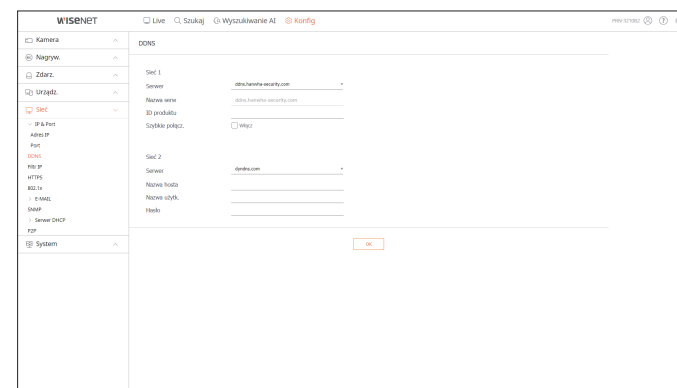 WISENET
Live Szukaj Wyszukiwanie AI Konfig
Kamera
Nagryw.
Zdarz.
Urządz.
Sieć
IP & Port
Adres IP
Port
DDNS
Filtr IP
HTTPS
802.1x
E-MAIL
SNMP
Serwer DHCP
P2P
System
DDNS
Sieć 1
Serwer ddns.hanwha-security.com
Nazwa serw ddns.hanwha-security.com
ID produktu
Szybkie połącz. Włącz
Sieć 2
Serwer dyndns.com
Nazwa hosta
Nazwa użytk.
Hasło
OK